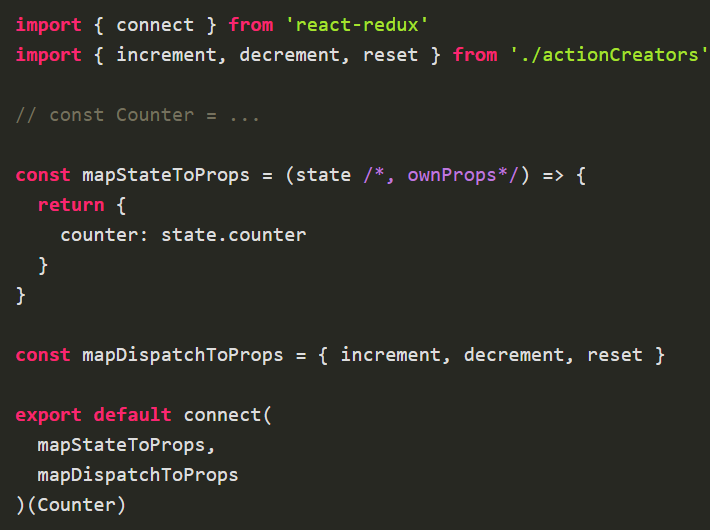 import { connect } from 'react-redux'
import { increment, decrement, reset } from './actionCreators'
// const Counter = ...
const mapStateToProps = (state /*, ownProps*/) => {
return {
counter: state.counter
}
}
const mapDispatchToProps = { increment, decrement, reset }
export default connect(
mapStateToProps,
mapDispatchToProps
)(Counter)